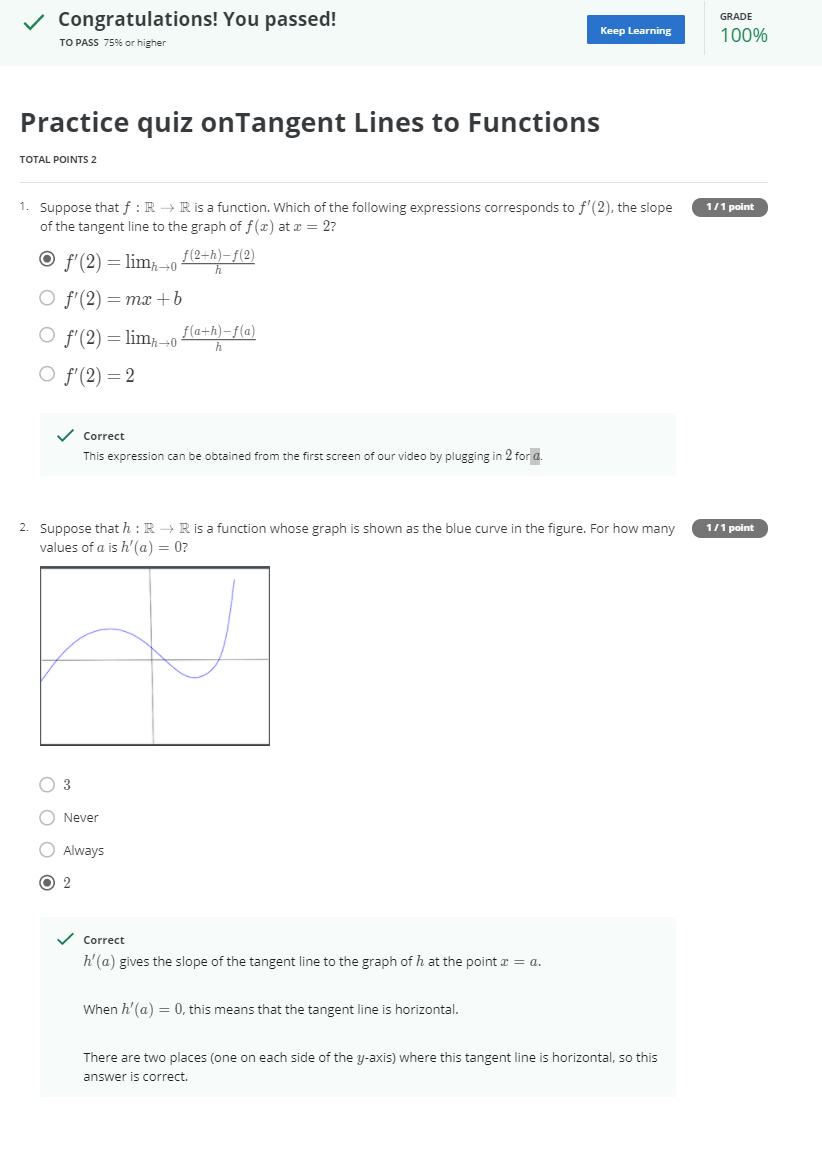 Congratulations! You passed!
TO PASS 75% or higher
Keep Learning
GRADE
100%
Practice quiz onTangent Lines to Functions
TOTAL POINTS 2
1. Suppose that f : ℝ → ℝ is a function. Which of the following expressions corresponds to f′(2), the slope
of the tangent line to the graph of f(x) at x = 2?
1 / 1 point
f′(2) = lim_{h→0} \frac{f(2+h)−f(2)}{h}
f′(2) = mx + b
f′(2) = lim_{h→0} \frac{f(a+h)−f(a)}{h}
f′(2) = 2
Correct
This expression can be obtained from the first screen of our video by plugging in 2 for a.
2. Suppose that h : ℝ → ℝ is a function whose graph is shown as the blue curve in the figure. For how many
values of a is h′(a) = 0?
1 / 1 point
3
Never
Always
2
Correct
h′(a) gives the slope of the tangent line to the graph of h at the point x = a.
When h′(a) = 0, this means that the tangent line is horizontal.
There are two places (one on each side of the y-axis) where this tangent line is horizontal, so this
answer is correct.